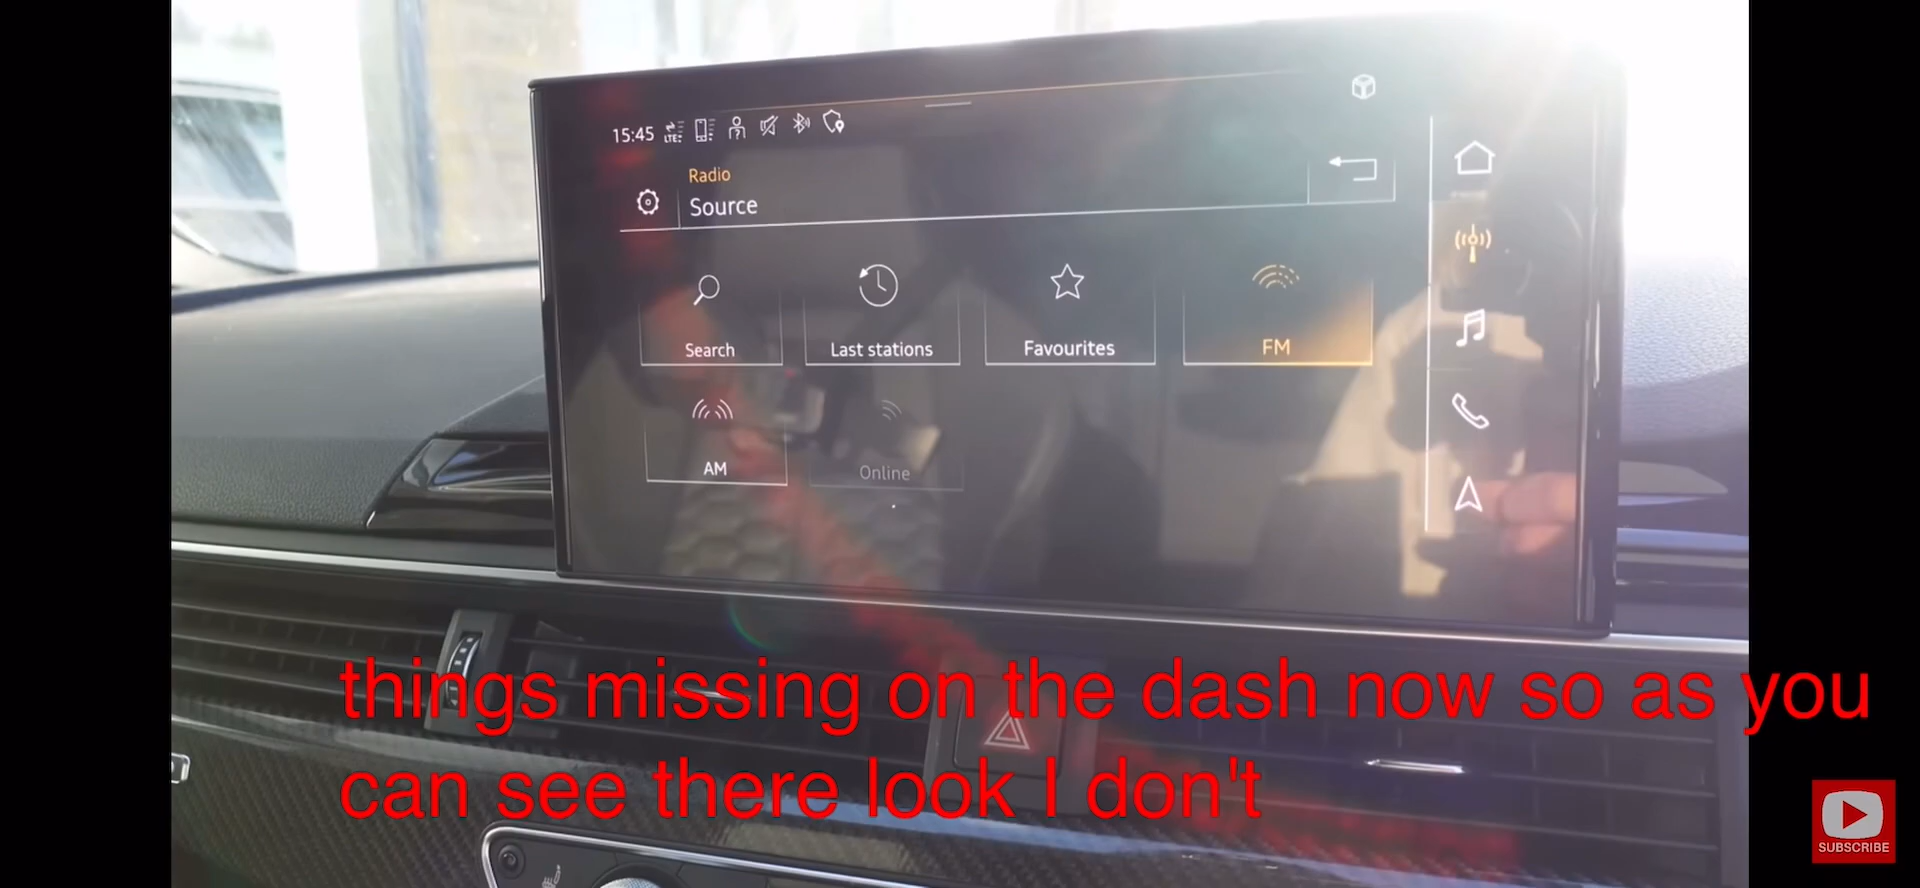 15:45
LTE
Radio
Source
Search
Last stations
Favourites
FM
AM
Online
things missing on the dash now so as you
can see there look I don't
SUBSCRIBE